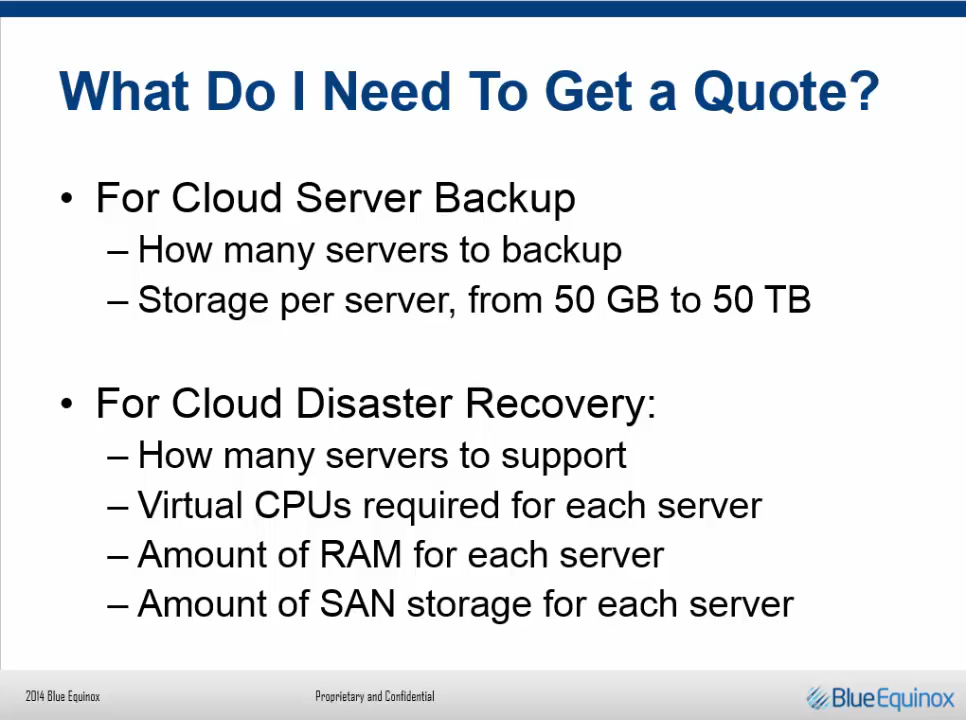 What Do I Need To Get a Quote?
• For Cloud Server Backup
– How many servers to backup
– Storage per server, from 50 GB to 50 TB
• For Cloud Disaster Recovery:
– How many servers to support
– Virtual CPUs required for each server
– Amount of RAM for each server
– Amount of SAN storage for each server
2014 Blue Equinox
Proprietary and Confidential
BlueEquinox